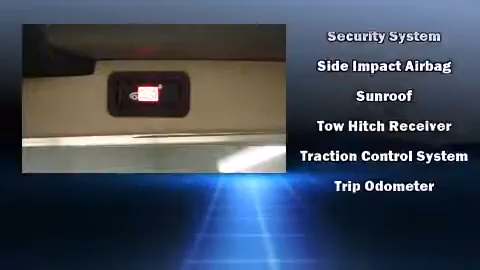 Security System
Side Impact Airbag
Sunroof
Tow Hitch Receiver
Traction Control System
Trip Odometer